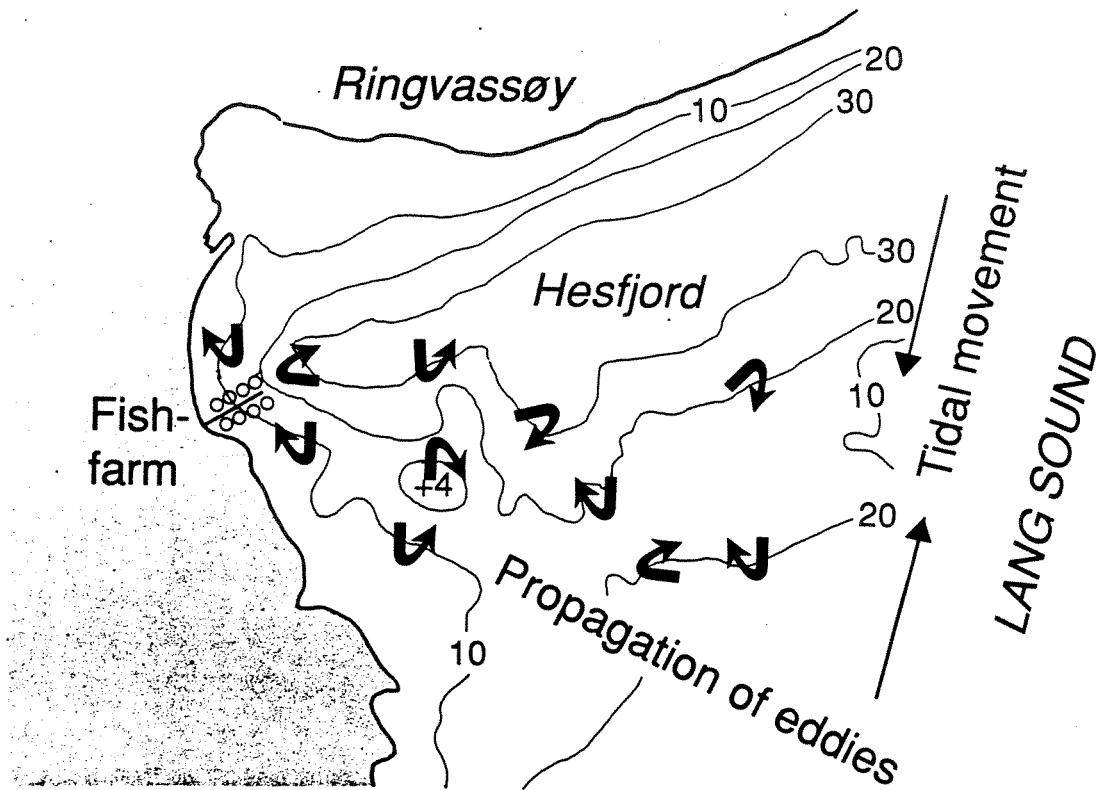 Ringvassøy
20
10
30
Hesfjord
30
20
10
Tidal movement
LANG SOUND
Fish-
farm
+4
20
Propagation of eddies
10